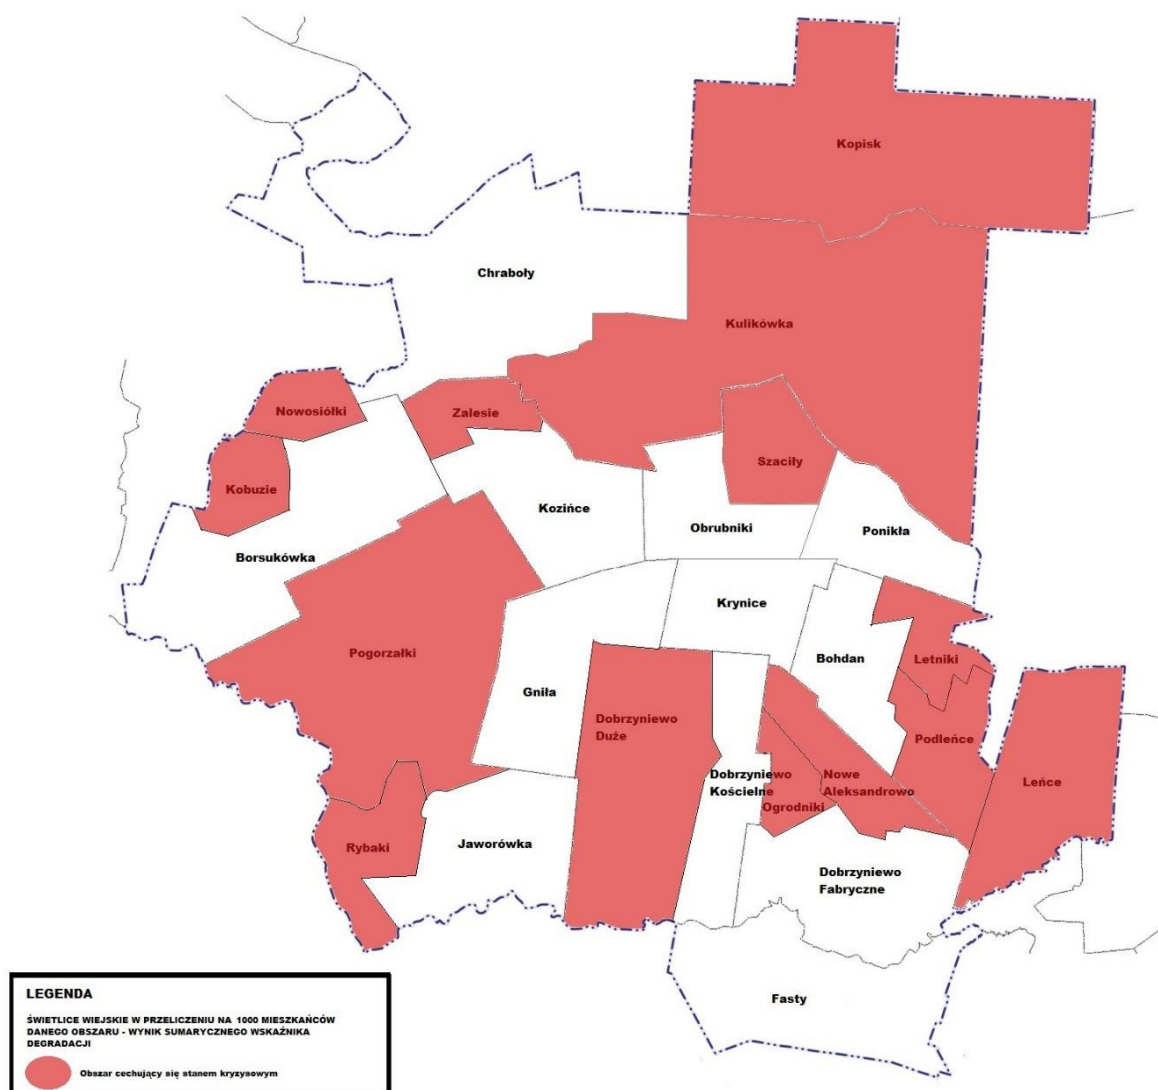 Kopisk
Chraboły
Kulikówka
Nowosiółki
Zalesie
Szaciły
Kobuzie
Kozińce
Obrubniki
Ponikła
Borsukówka
Krynice
Pogorzałki
Bohdan
Letniki
Gniła
Dobrzyniewo
Duże
Podleńce
Dobrzyniewo
Kościelne
Nowe
Aleksandrowo
Leńce
Ogrodniki
Rybaki
Jaworówka
Dobrzyniewo
Fabryczne
Fasty
LEGENDA
ŚWIETLICE WIEJSKIE W PRZELICZENIU NA 1000 MIESZKAŃCÓW
DANEGO OBSZARU - WYNIK SUMARYCZNEGO WSKAŹNIKA
DEGRADACJI
Obszar cechujący się stanem kryzysowym